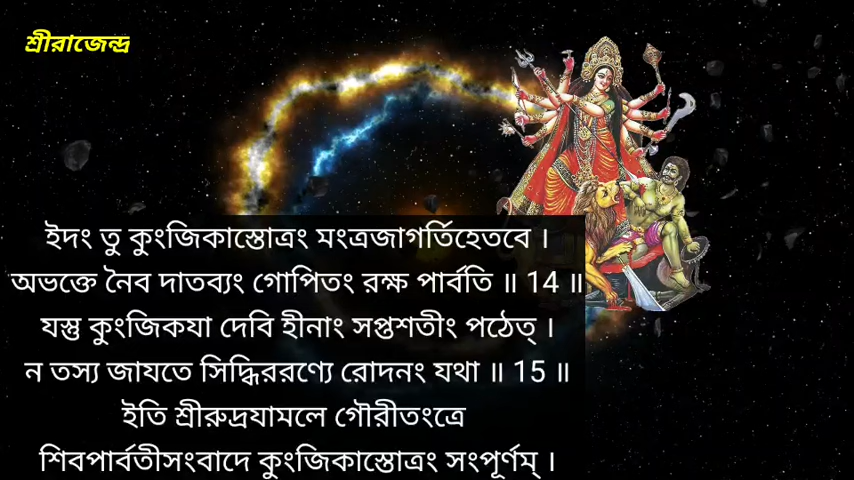 শ্রীরাজেন্দ্র
ইদং তু কুংজিকাস্তোত্রং মংত্রজাগর্তিহেতবে ।
অভক্তে নৈব দাতব্যং গোপিতং রক্ষ পার্বতি ॥ 14 ॥
যস্তু কুংজিকযা দেবি হীনাং সপ্তশতীং পঠেত্ ।
ন তস্য জাযতে সিদ্ধিররণ্যে রোদনং যথা ॥ 15 ॥
ইতি শ্রীরুদ্রযামলে গৌরীতংত্রে
শিবপার্বতীসংবাদে কুংজিকাস্তোত্রং সংপূর্ণম্ ।